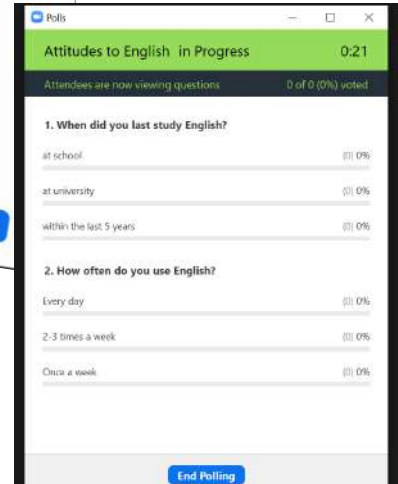 Polls
Attitudes to English in Progress 0:21
Attendees are now viewing questions 0 of 0 (0%) voted
1. When did you last study English?
at school (0) 0%
at university (0) 0%
within the last 5 years (0) 0%
2. How often do you use English?
Every day (0) 0%
2-3 times a week (0) 0%
Once a week (0) 0%
End Polling